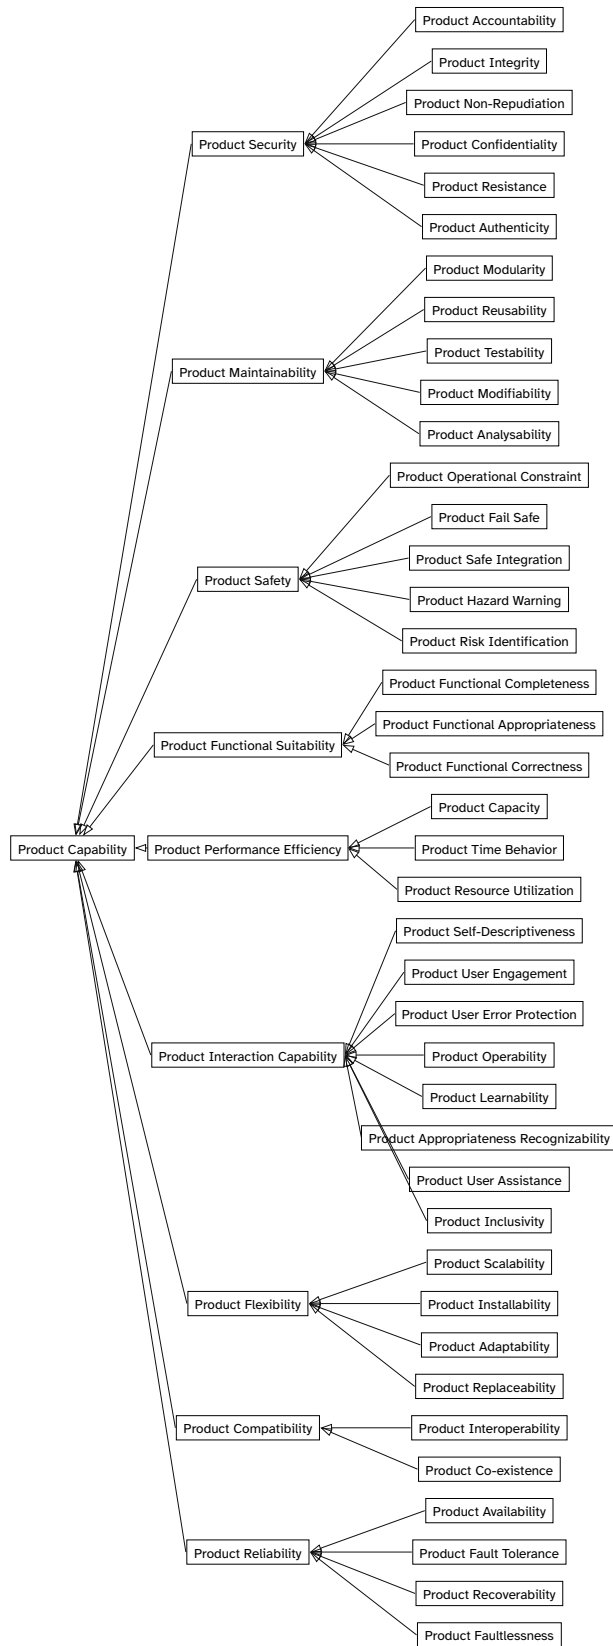 Product Accountability
Product Integrity
Product Non-Repudiation
Product Security
Product Confidentiality
Product Resistance
Product Authenticity
Product Modularity
Product Reusability
Product Testability
Product Maintainability
Product Modifiability
Product Analysability
Product Operational Constraint
Product Fail Safe
Product Safe Integration
Product Safety
Product Hazard Warning
Product Risk Identification
Product Functional Completeness
Product Functional Appropriateness
Product Functional Suitability
Product Functional Correctness
Product Capacity
Product Capability
Product Performance Efficiency
Product Time Behavior
Product Resource Utilization
Product Self-Descriptiveness
Product User Engagement
Product User Error Protection
Product Interaction Capability
Product Operability
Product Learnability
Product Appropriateness Recognizability
Product User Assistance
Product Inclusivity
Product Scalability
Product Flexibility
Product Installability
Product Adaptability
Product Replaceability
Product Compatibility
Product Interoperability
Product Co-existence
Product Availability
Product Reliability
Product Fault Tolerance
Product Recoverability
Product Faultlessness